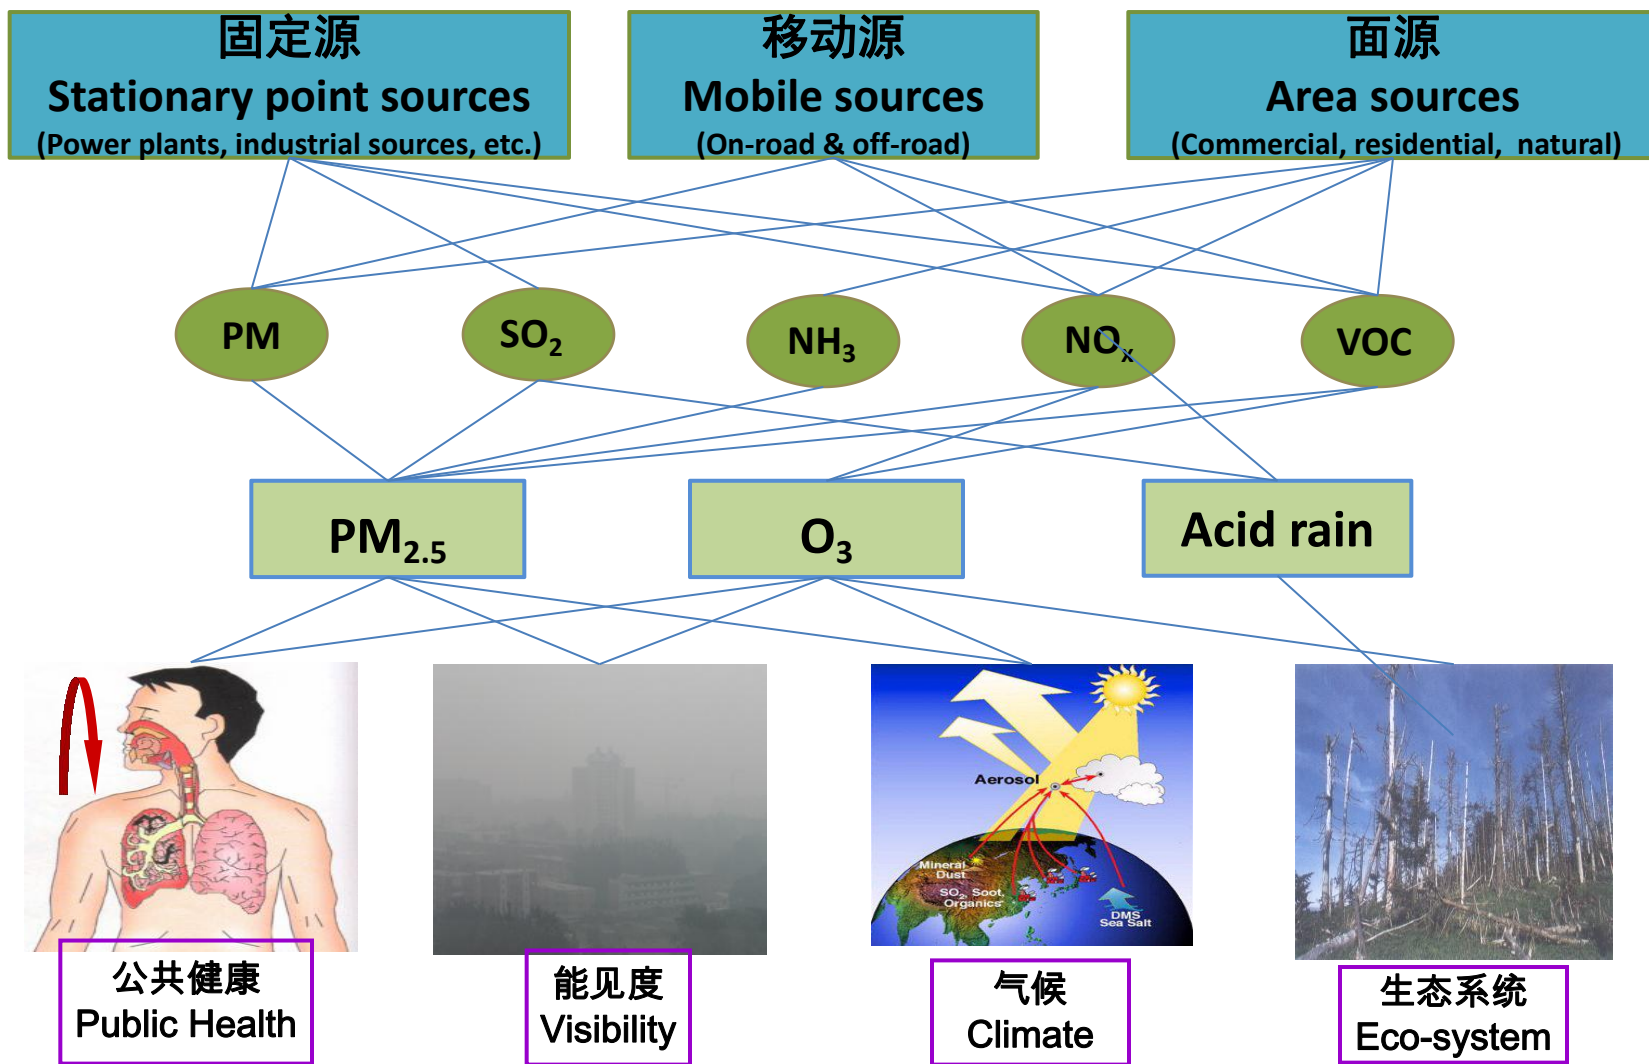 固定源
Stationary point sources
(Power plants, industrial sources, etc.)
移动源
Mobile sources
(On-road & off-road)
面源
Area sources
(Commercial, residential, natural)
PM
SO₂
NH₃
NOₓ
VOC
PM₂.₅
O₃
Acid rain
Aerosol
Mineral
Dust
SO₂, Soot,
Organics
DMS
Sea Salt
公共健康
Public Health
能见度
Visibility
气候
Climate
生态系统
Eco-system